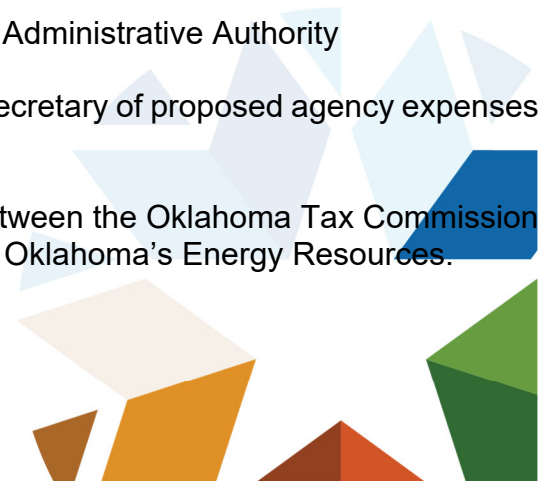 Administrative Authority
ecretary of proposed agency expenses
tween the Oklahoma Tax Commission
Oklahoma’s Energy Resources.